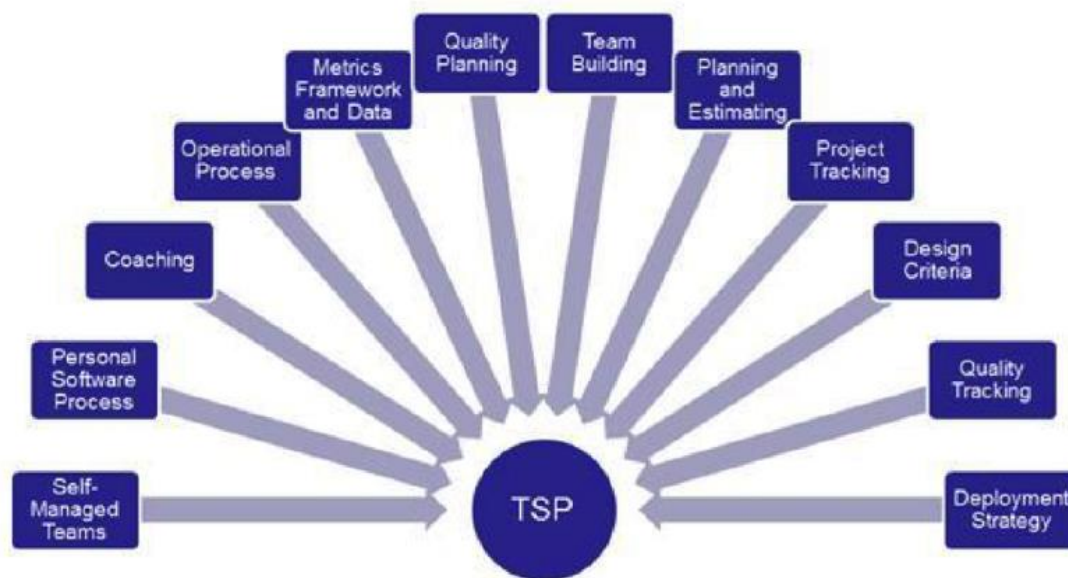 Quality
Planning
Team
Building
Metrics
Framework
and Data
Planning
and
Estimating
Operational
Process
Project
Tracking
Coaching
Design
Criteria
Personal
Software
Process
Quality
Tracking
Self-
Managed
Teams
TSP
Deployment
Strategy